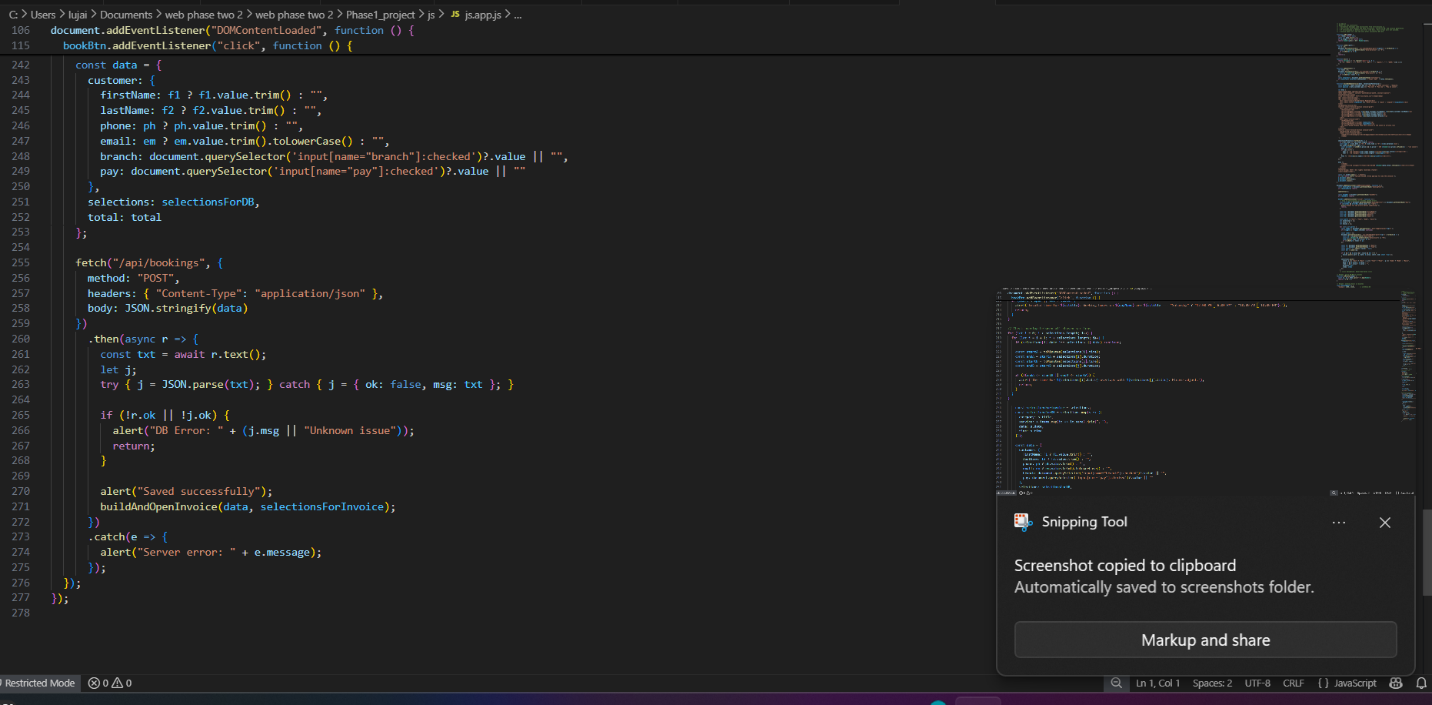 C: > Users > lujai > Documents > web phase two 2 > web phase two 2 > Phase1_project > js > JS js.app.js > ...
106 document.addEventListener("DOMContentLoaded", function () {
115 bookBtn.addEventListener("click", function () {
242 const data = {
243 customer: {
244 firstName: f1 ? f1.value.trim() : "",
245 lastName: f2 ? f2.value.trim() : "",
246 phone: ph ? ph.value.trim() : "",
247 email: em ? em.value.trim().toLowerCase() : "",
248 branch: document.querySelector('input[name="branch"]:checked')?.value || "",
249 pay: document.querySelector('input[name="pay"]:checked')?.value || ""
250 },
251 selections: selectionsForDB,
252 total: total
253 };
254
255 fetch("/api/bookings", {
256 method: "POST",
257 headers: { "Content-Type": "application/json" },
258 body: JSON.stringify(data)
259 })
260 .then(async r => {
261 const txt = await r.text();
262 let j;
263 try { j = JSON.parse(txt); } catch { j = { ok: false, msg: txt }; }
264
265 if (!r.ok || !j.ok) {
266 alert("DB Error: " + (j.msg || "Unknown issue"));
267 return;
268 }
269
270 alert("Saved successfully");
271 buildAndOpenInvoice(data, selectionsForInvoice);
272 })
273 .catch(e => {
274 alert("Server error: " + e.message);
275 });
276 });
277 });
278
Snipping Tool
Screenshot copied to clipboard
Automatically saved to screenshots folder.
Markup and share
Restricted Mode 0 0 Ln 1, Col 1 Spaces: 2 UTF-8 CRLF { } JavaScript